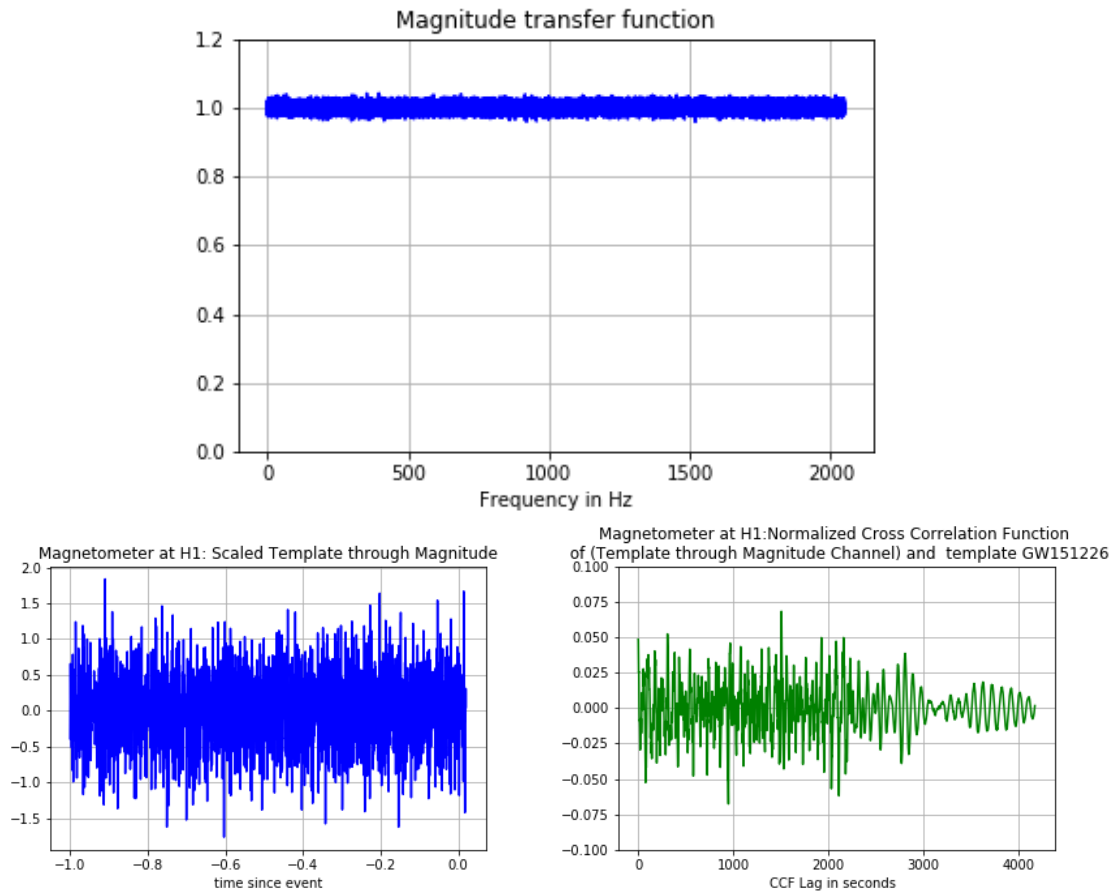 Magnitude transfer function
1.2
1.0
0.8
0.6
0.4
0.2
0.0
0 500 1000 1500 2000
Frequency in Hz
Magnetometer at H1: Scaled Template through Magnitude
2.0
1.5
1.0
0.5
0.0
−0.5
−1.0
−1.5
−1.0 −0.8 −0.6 −0.4 −0.2 0.0
time since event
Magnetometer at H1:Normalized Cross Correlation Function
of (Template through Magnitude Channel) and template GW151226
0.100
0.075
0.050
0.025
0.000
−0.025
−0.050
−0.075
−0.100
0 1000 2000 3000 4000
CCF Lag in seconds